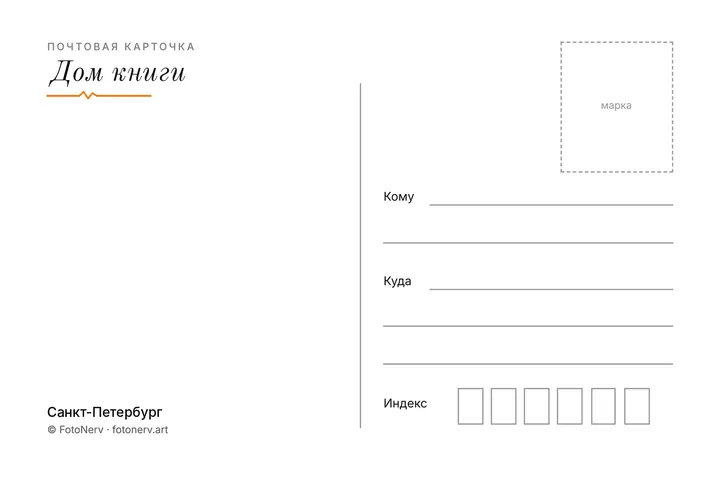 ПОЧТОВАЯ КАРТОЧКА
Дом книги
марка
Кому
Куда
Индекс
Санкт-Петербург
© FotoNerv · fotonerv.art